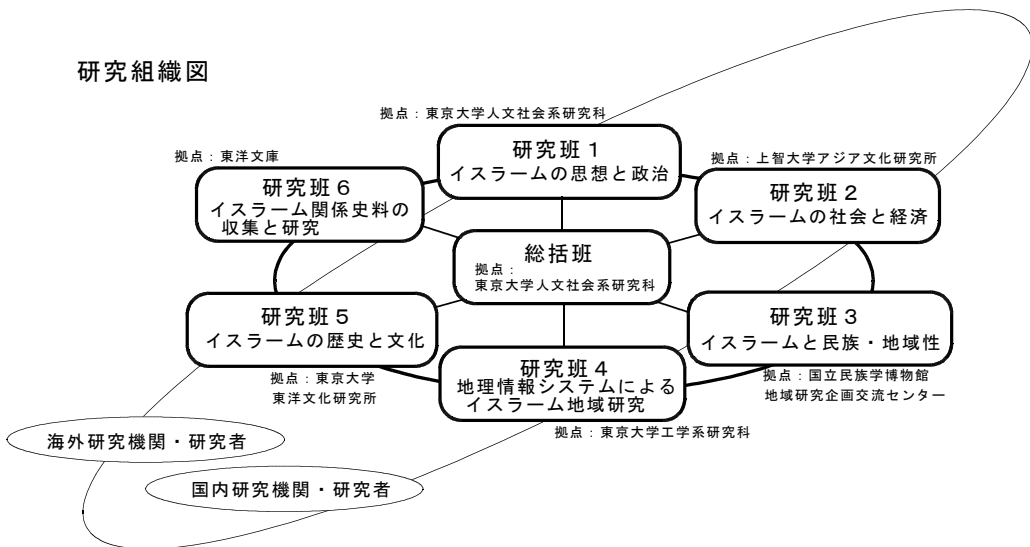 研究組織図
拠点：東京大学人文社会系研究科
研究班１
イスラームの思想と政治
拠点：東洋文庫
研究班６
イスラーム関係史料の
収集と研究
拠点：上智大学アジア文化研究所
研究班２
イスラームの社会と経済
総括班
拠点：
東京大学人文社会系研究科
研究班５
イスラームの歴史と文化
拠点：東京大学
東洋文化研究所
研究班３
イスラームと民族・地域性
拠点：国立民族学博物館
地域研究企画交流センター
研究班４
地理情報システムによる
イスラーム地域研究
拠点：東京大学工学系研究科
海外研究機関・研究者
国内研究機関・研究者